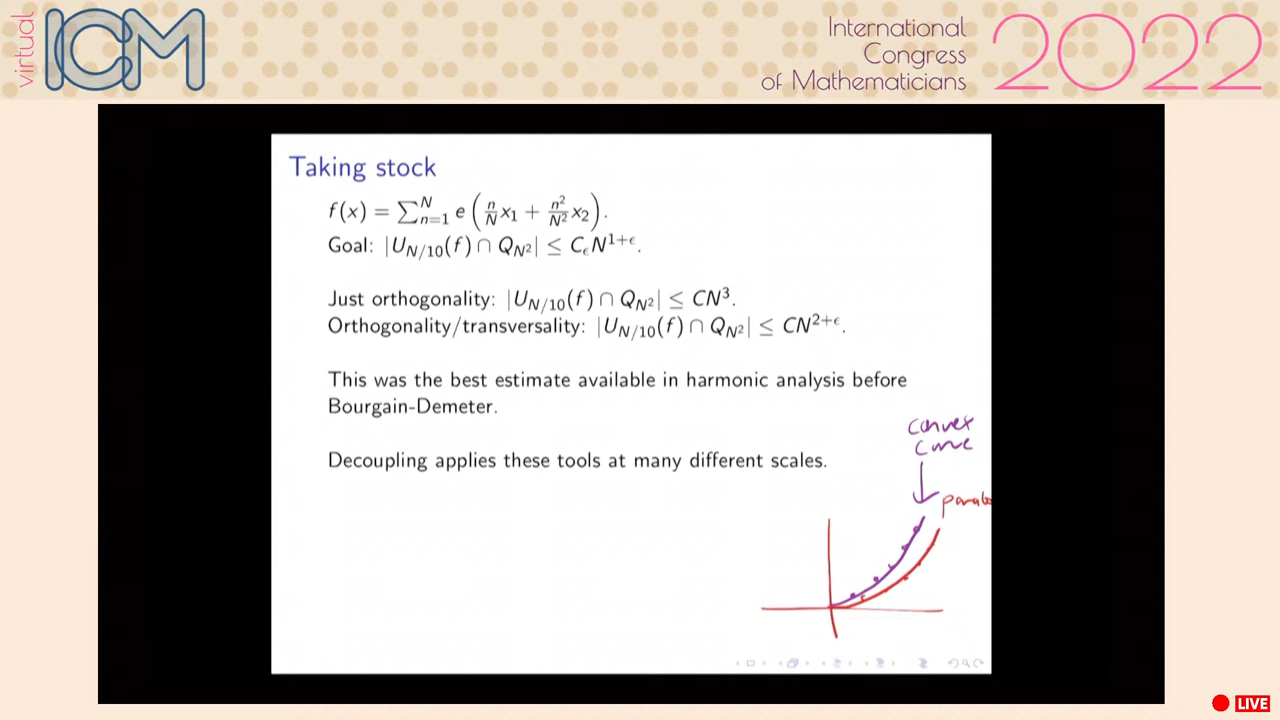 virtual
ICM
International
Congress
of Mathematicians
2022
Taking stock
f(x) = ∑_{n=1}^{N} e(n/N x₁ + n²/N² x₂).
Goal: |U_{N/10}(f) ∩ Q_{N²}| ≤ C_ϵ N^{1+ϵ}.
Just orthogonality: |U_{N/10}(f) ∩ Q_{N²}| ≤ CN³.
Orthogonality/transversality: |U_{N/10}(f) ∩ Q_{N²}| ≤ CN^{2+ϵ}.
This was the best estimate available in harmonic analysis before
Bourgain-Demeter.
Decoupling applies these tools at many different scales.
convex
curve
parabo
LIVE